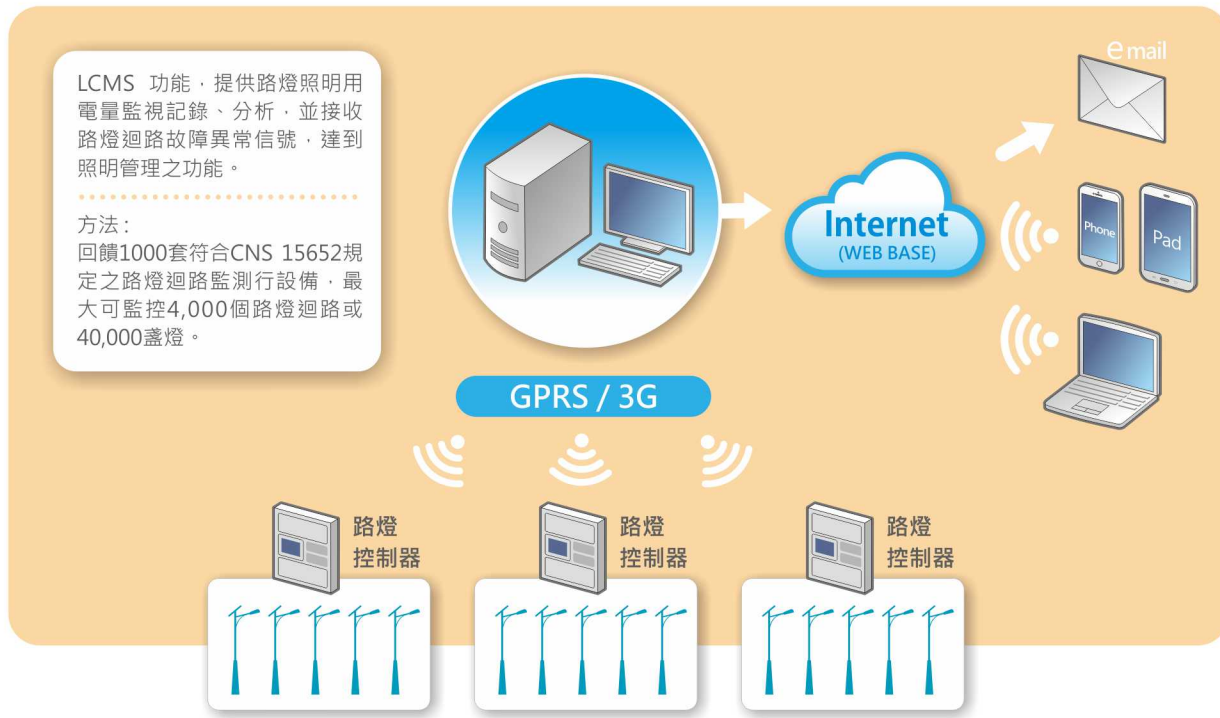 LCMS 功能，提供路燈照明用
電量監視記錄、分析，並接收
路燈迴路故障異常信號，達到
照明管理之功能。
方法：
回饋1000套符合CNS 15652規
定之路燈迴路監測行設備，最
大可監控4,000個路燈迴路或
40,000盞燈。
email
Internet
(WEB BASE)
Phone
Pad
GPRS / 3G
路燈
控制器
路燈
控制器
路燈
控制器